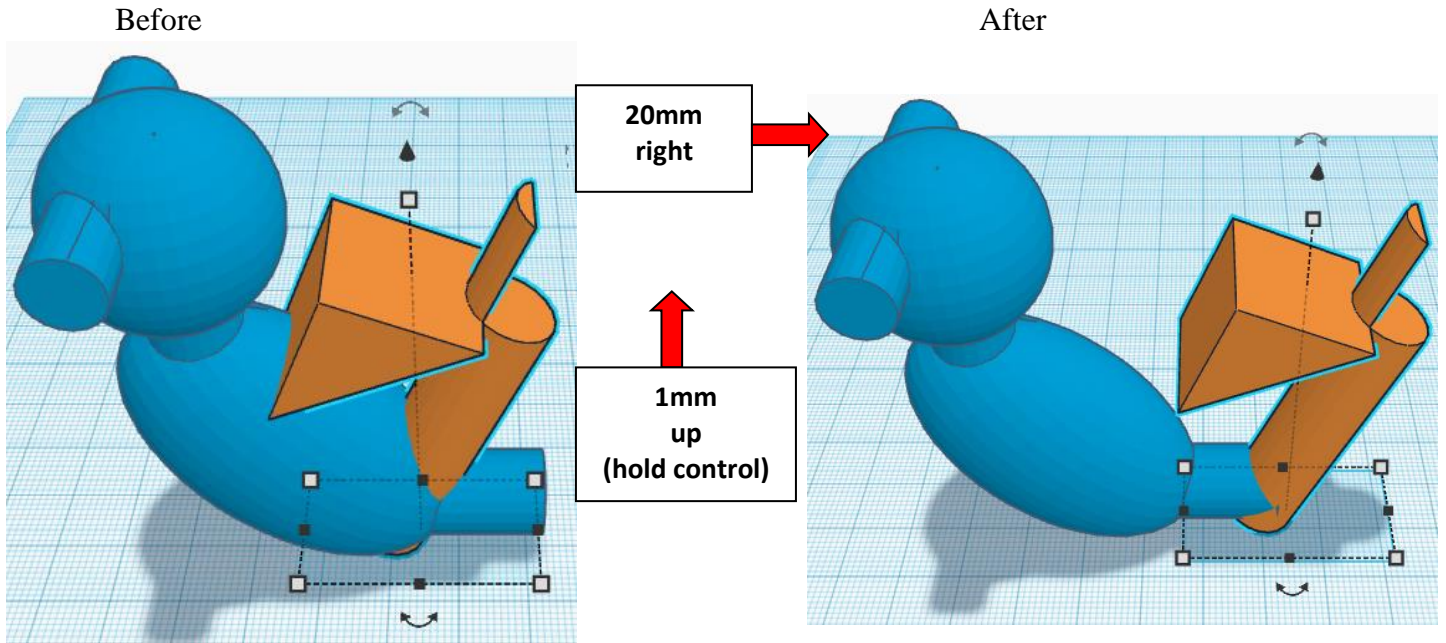 Before
After
20mm
right
1mm
up
(hold control)